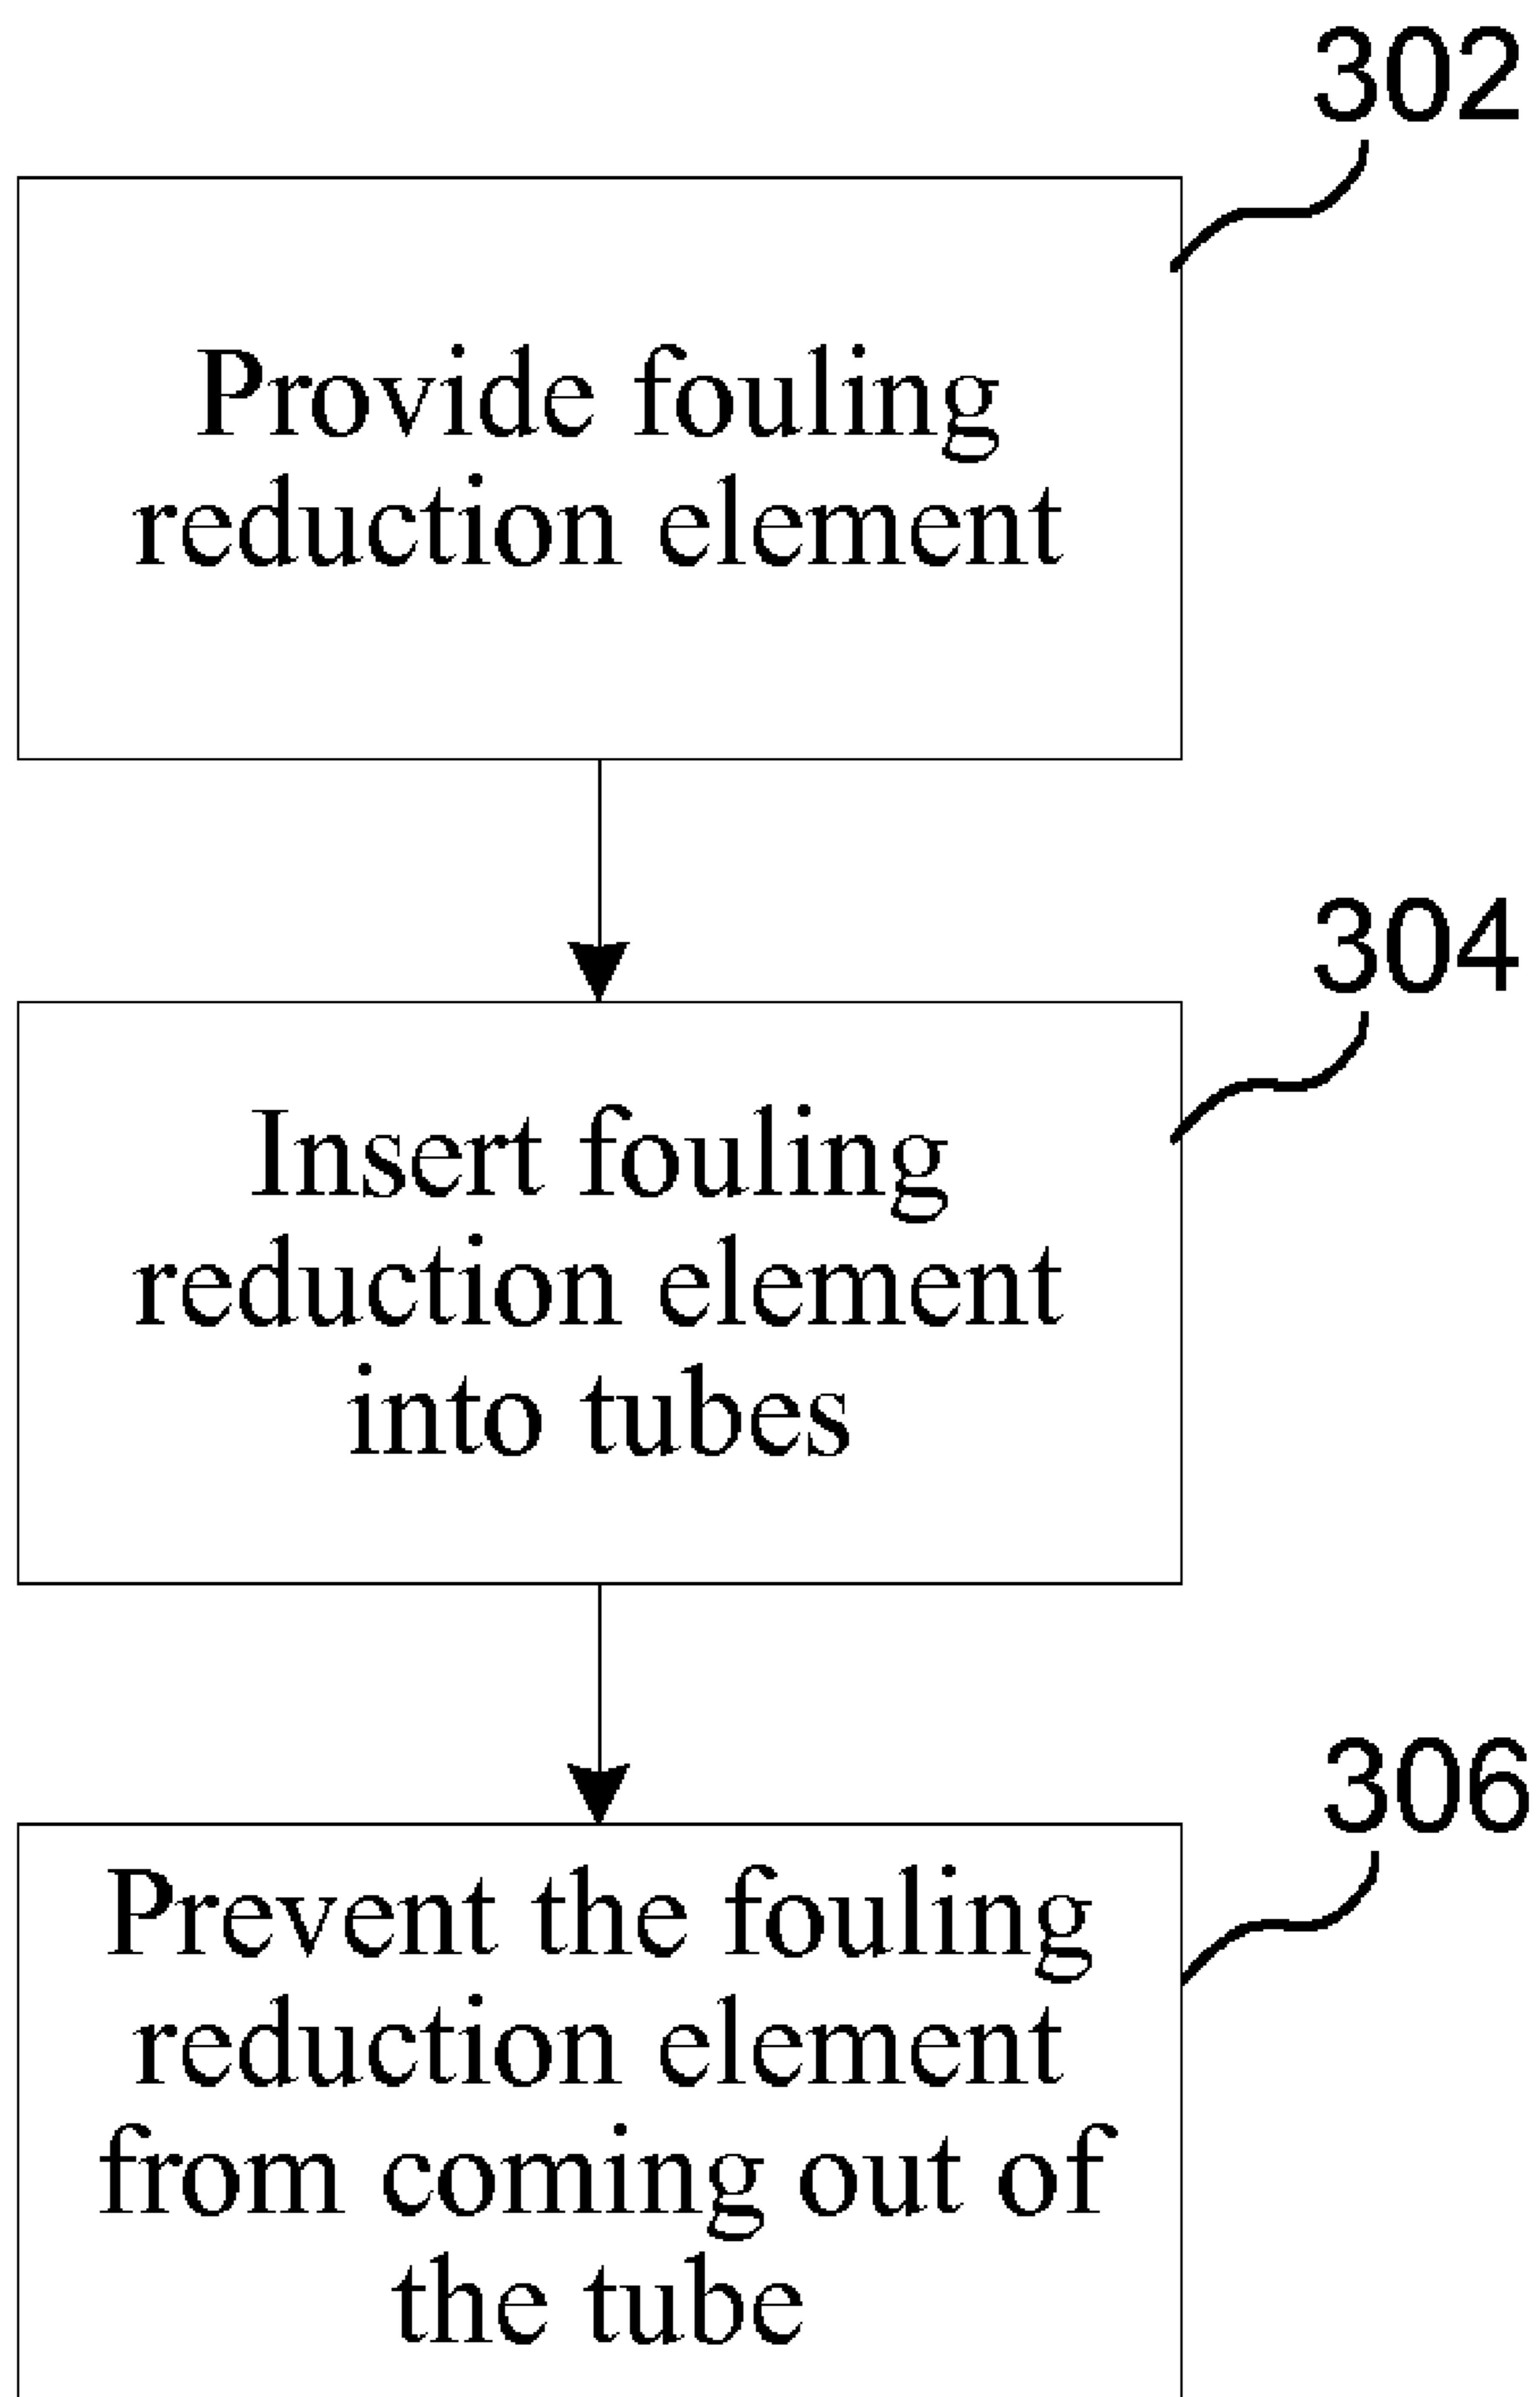 302
Provide fouling
reduction element
304
Insert fouling
reduction element
into tubes
306
Prevent the fouling
reduction element
from coming out of
the tube